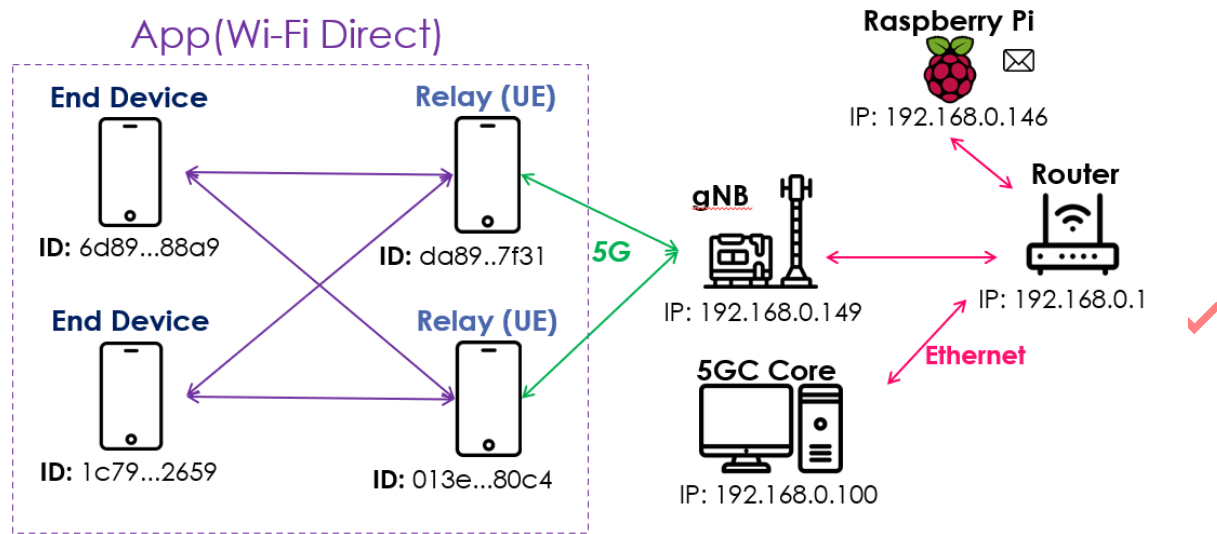 App(Wi-Fi Direct)
End Device
ID: 6d89...88a9
Relay (UE)
ID: da89..7f31
End Device
ID: 1c79...2659
Relay (UE)
ID: 013e...80c4
5G
gNB
IP: 192.168.0.149
Raspberry Pi
IP: 192.168.0.146
Router
IP: 192.168.0.1
Ethernet
5GC Core
IP: 192.168.0.100